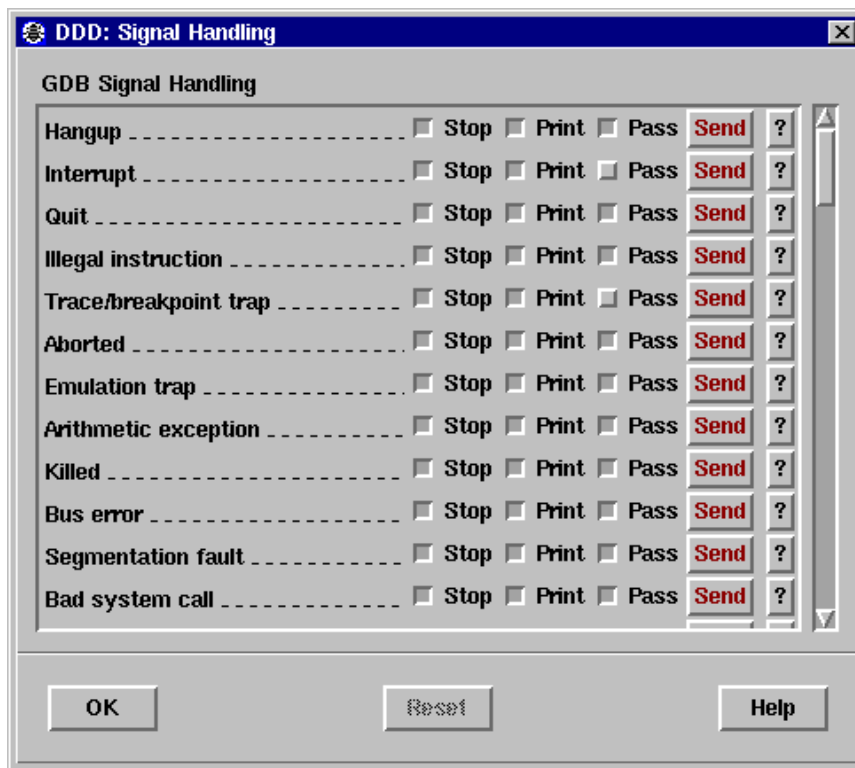 DDD: Signal Handling
GDB Signal Handling
Hangup Stop Print Pass Send ?
Interrupt Stop Print Pass Send ?
Quit Stop Print Pass Send ?
Illegal instruction Stop Print Pass Send ?
Trace/breakpoint trap Stop Print Pass Send ?
Aborted Stop Print Pass Send ?
Emulation trap Stop Print Pass Send ?
Arithmetic exception Stop Print Pass Send ?
Killed Stop Print Pass Send ?
Bus error Stop Print Pass Send ?
Segmentation fault Stop Print Pass Send ?
Bad system call Stop Print Pass Send ?
OK Reset Help